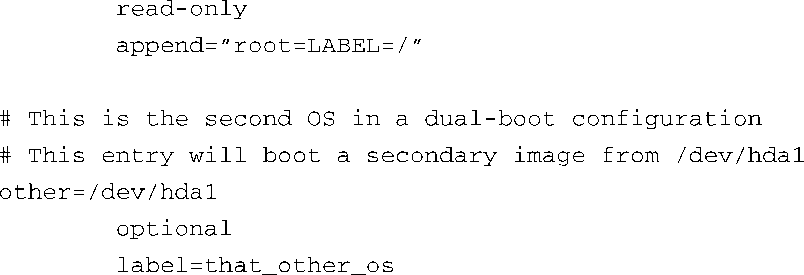 read-only
append="root=LABEL=/"
# This is the second OS in a dual-boot configuration
# This entry will boot a secondary image from /dev/hda1
other=/dev/hda1
optional
label=that_other_os